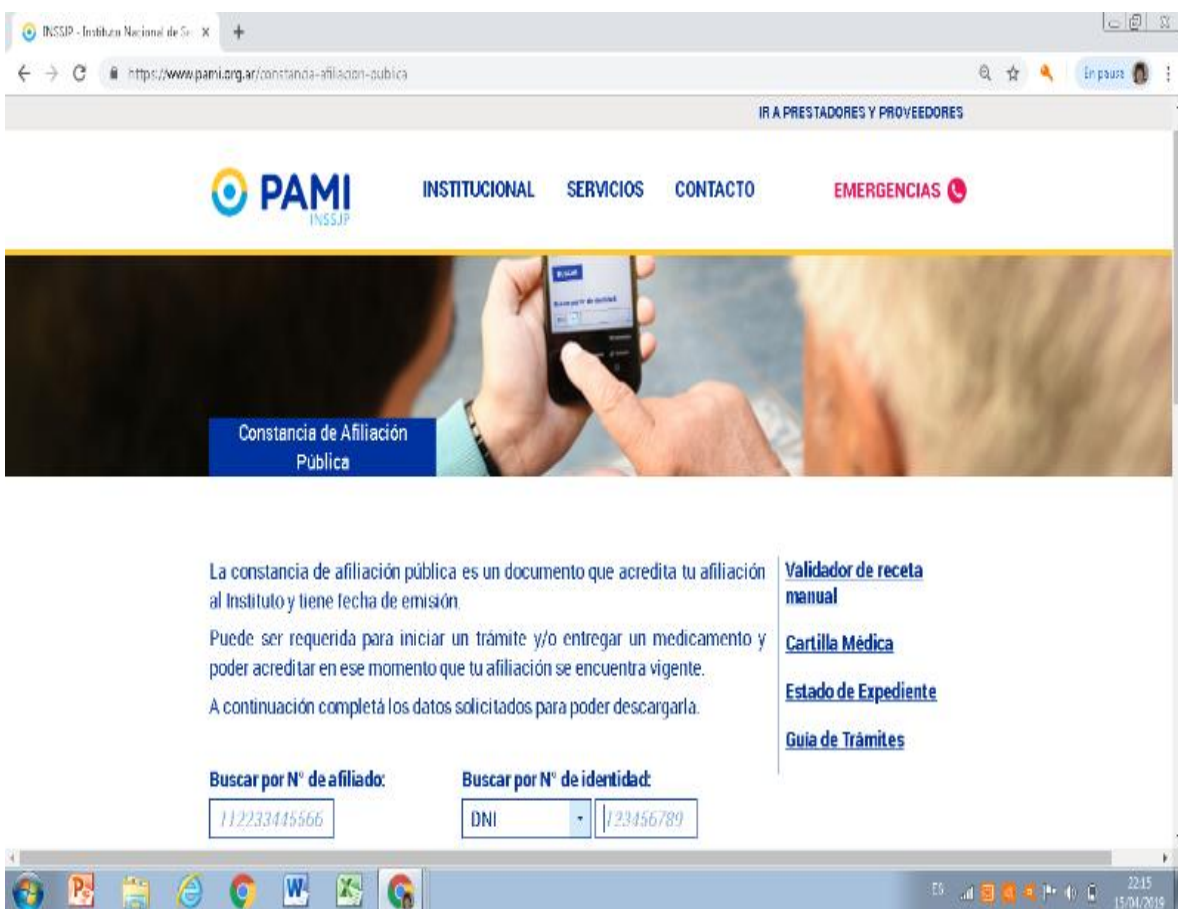 INSSJP - Instituto Nacional de Se
https://www.pami.org.ar/constancia-afiliacion-publica
En pausa
IR A PRESTADORES Y PROVEEDORES
PAMI
INSSJP
INSTITUCIONAL SERVICIOS CONTACTO
EMERGENCIAS
BUSCAR
Constancia de Afiliación
Pública
La constancia de afiliación pública es un documento que acredita tu afiliación
al Instituto y tiene fecha de emisión.
Puede ser requerida para iniciar un trámite y/o entregar un medicamento y
poder acreditar en ese momento que tu afiliación se encuentra vigente.
A continuación completá los datos solicitados para poder descargarla.
Validador de receta
manual
Cartilla Médica
Estado de Expediente
Guía de Trámites
Buscar por N° de afiliado:
112233445566
Buscar por N° de identidad:
DNI
123456789
ES
22:15
15/04/2019